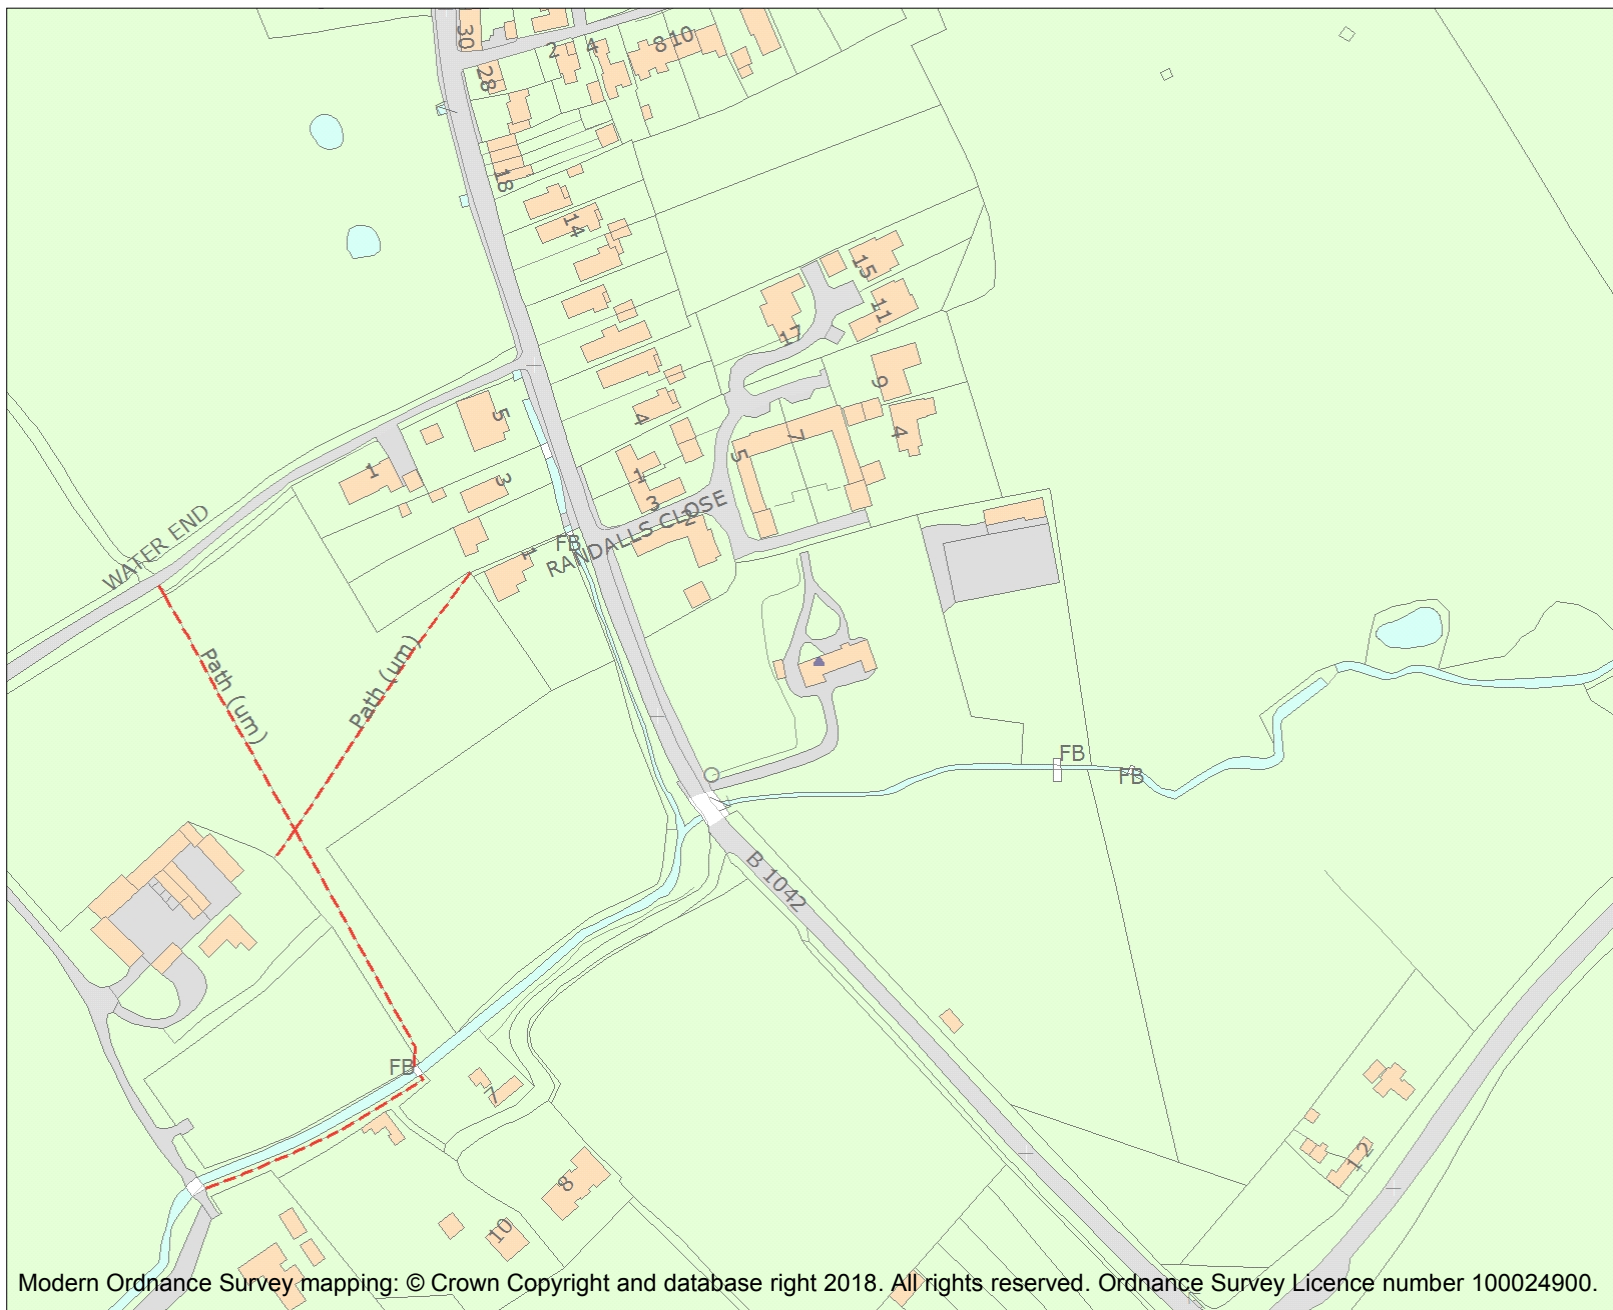 30
28
2
4
8 10
18
14
15
11
17
9
4
7
5
4
1
3
2
RANDALLS CLOSE
5
1
3
1
FB
WATER END
Path (um)
Path (um)
FB
FB
B 1042
FB
7
8
10
1 2
Modern Ordnance Survey mapping: © Crown Copyright and database right 2018. All rights reserved. Ordnance Survey Licence number 100024900.